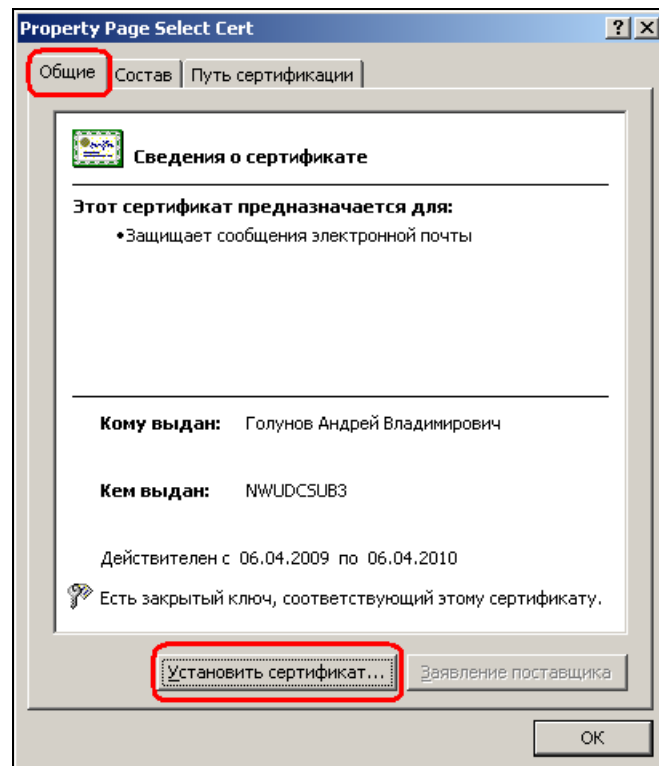 Property Page Select Cert
Общие Состав Путь сертификации
Сведения о сертификате
Этот сертификат предназначается для:
•Защищает сообщения электронной почты
Кому выдан: Голунов Андрей Владимирович
Кем выдан: NWUDCSUB3
Действителен с 06.04.2009 по 06.04.2010
Есть закрытый ключ, соответствующий этому сертификату.
Установить сертификат... Заявление поставщика
ОК